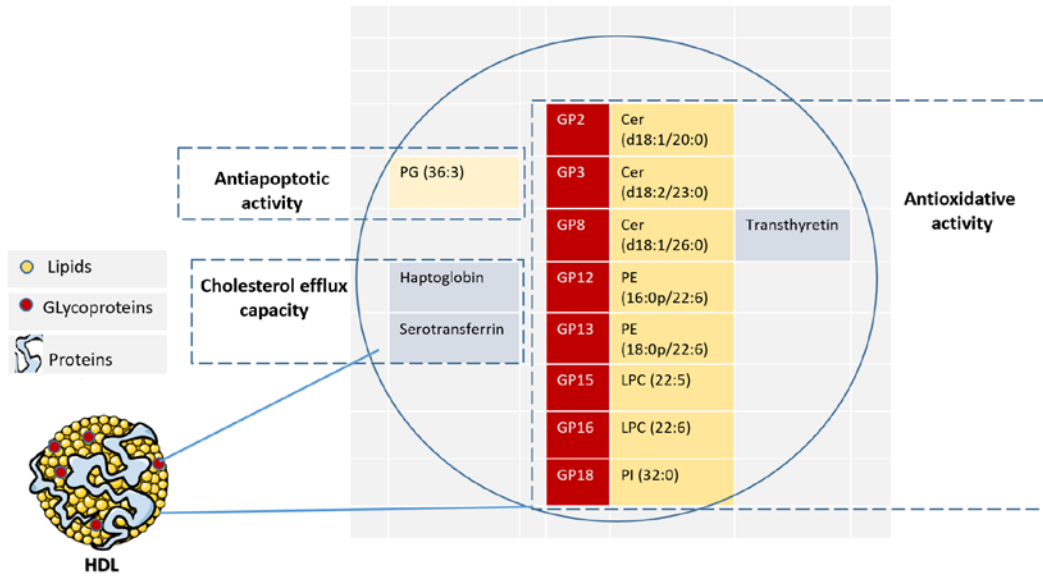 GP2
Cer
(d18:1/20:0)
Antiapoptotic
activity
PG (36:3)
GP3
Cer
(d18:2/23:0)
Antioxidative
activity
GP8
Cer
(d18:1/26:0)
Transthyretin
Lipids
GLycoproteins
Proteins
Cholesterol efflux
capacity
Haptoglobin
Serotransferrin
GP12
PE
(16:0p/22:6)
GP13
PE
(18:0p/22:6)
GP15
LPC (22:5)
GP16
LPC (22:6)
GP18
PI (32:0)
HDL